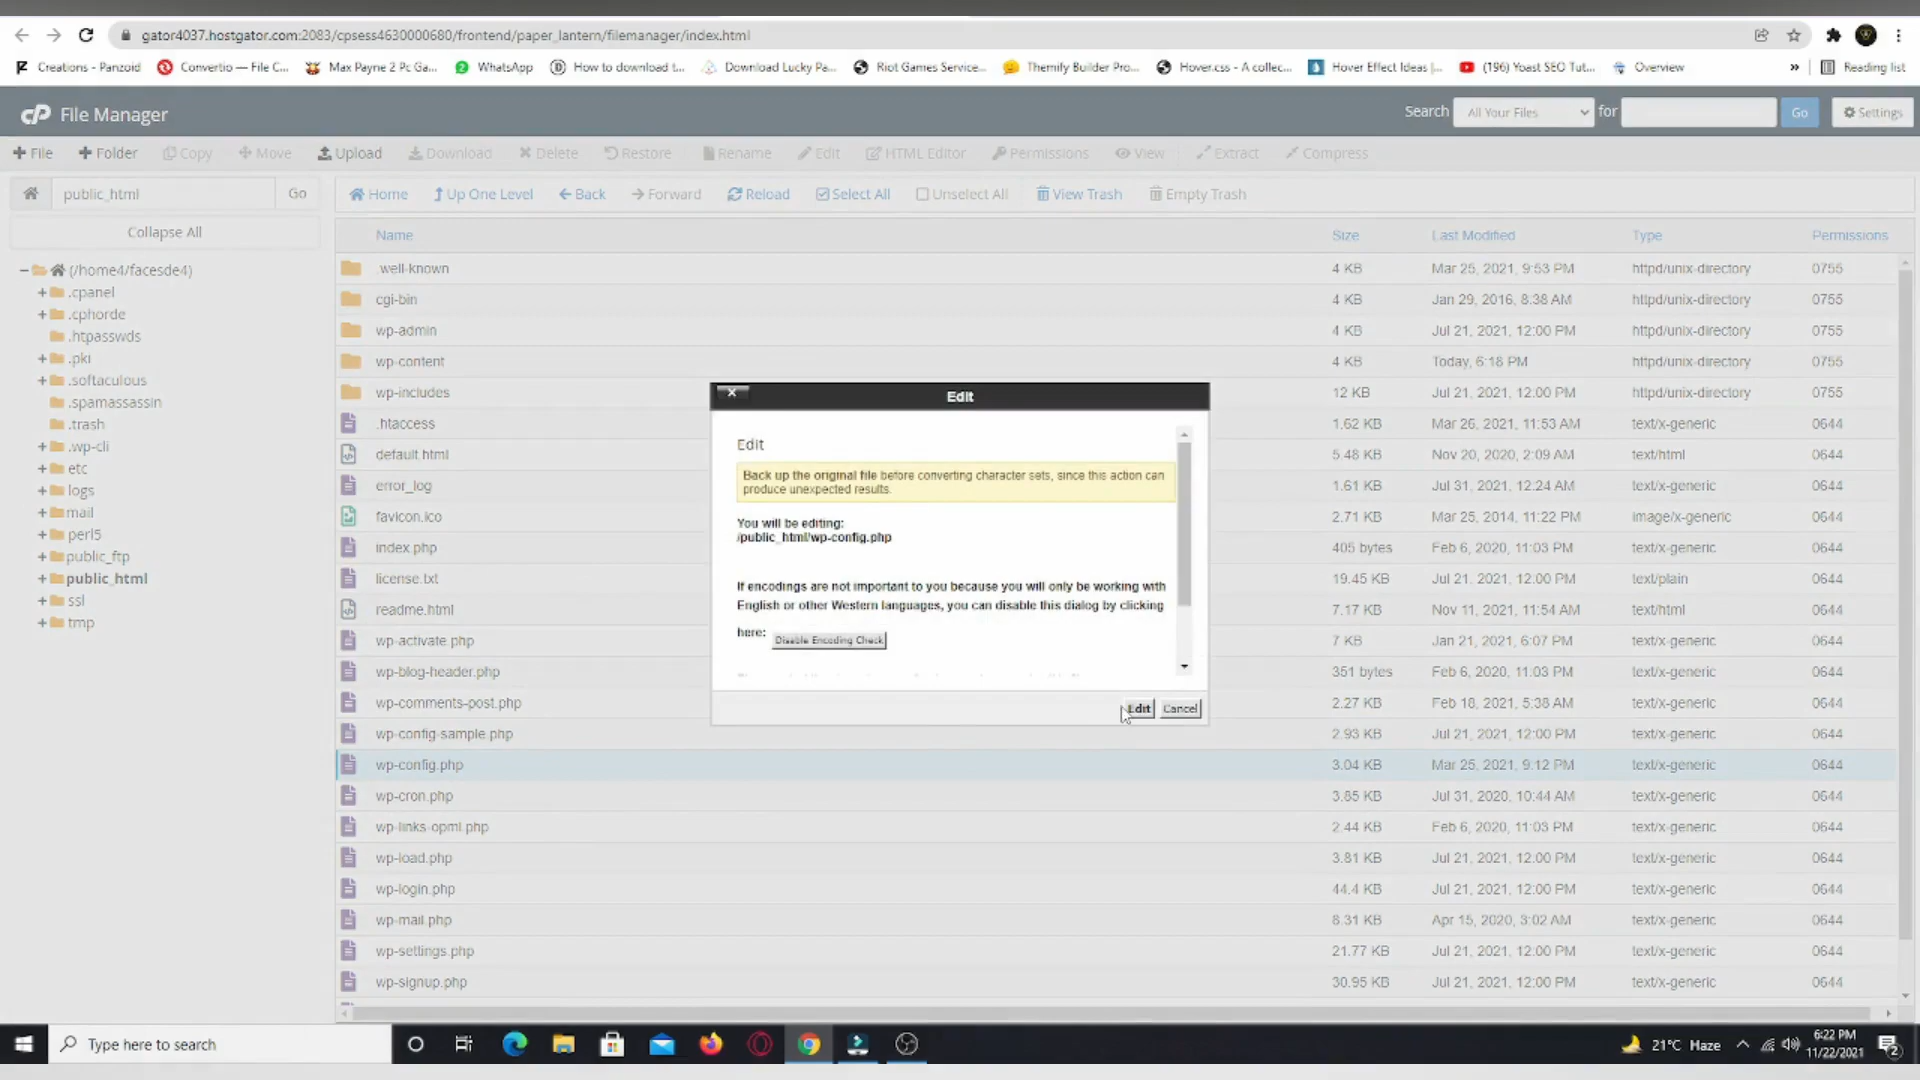 gator4037.hostgator.com:2083/cpsess4630000680/frontend/paper_lantern/filemanager/index.html
Creations - Panzoid
Convertio — File C...
Max Payne 2 Pc Ga...
WhatsApp
How to download t...
Download Lucky Pa...
Riot Games Service...
Themify Builder Pro...
Hover.css - A collec...
Hover Effect Ideas |...
(196) Yoast SEO Tut...
Overview
»
Reading list
cP File Manager
Search
All Your Files
for
Go
Settings
+ File
+ Folder
Copy
Move
Upload
Download
Delete
Restore
Rename
Edit
HTML Editor
Permissions
View
Extract
Compress
public_html
Go
Home
Up One Level
Back
Forward
Reload
Select All
Unselect All
View Trash
Empty Trash
Collapse All
(/home4/facesde4)
.cpanel
.cphorde
.htpasswds
.pki
.softaculous
.spamassassin
.trash
.wp-cli
etc
logs
mail
perl5
public_ftp
public_html
ssl
tmp
Name Size Last Modified Type Permissions
.well-known 4 KB Mar 25, 2021, 9:53 PM httpd/unix-directory 0755
cgi-bin 4 KB Jan 29, 2016, 8:38 AM httpd/unix-directory 0755
wp-admin 4 KB Jul 21, 2021, 12:00 PM httpd/unix-directory 0755
wp-content 4 KB Today, 6:18 PM httpd/unix-directory 0755
wp-includes 12 KB Jul 21, 2021, 12:00 PM httpd/unix-directory 0755
.htaccess 1.62 KB Mar 26, 2021, 11:53 AM text/x-generic 0644
default.html 5.48 KB Nov 20, 2020, 2:09 AM text/html 0644
error_log 1.61 KB Jul 31, 2021, 12:24 AM text/x-generic 0644
favicon.ico 2.71 KB Mar 25, 2014, 11:22 PM image/x-generic 0644
index.php 405 bytes Feb 6, 2020, 11:03 PM text/x-generic 0644
license.txt 19.45 KB Jul 21, 2021, 12:00 PM text/plain 0644
readme.html 7.17 KB Nov 11, 2021, 11:54 AM text/html 0644
wp-activate.php 7 KB Jan 21, 2021, 6:07 PM text/x-generic 0644
wp-blog-header.php 351 bytes Feb 6, 2020, 11:03 PM text/x-generic 0644
wp-comments-post.php 2.27 KB Feb 18, 2021, 5:38 AM text/x-generic 0644
wp-config-sample.php 2.93 KB Jul 21, 2021, 12:00 PM text/x-generic 0644
wp-config.php 3.04 KB Mar 25, 2021, 9:12 PM text/x-generic 0644
wp-cron.php 3.85 KB Jul 31, 2020, 10:44 AM text/x-generic 0644
wp-links-opml.php 2.44 KB Feb 6, 2020, 11:03 PM text/x-generic 0644
wp-load.php 3.81 KB Jul 21, 2021, 12:00 PM text/x-generic 0644
wp-login.php 44.4 KB Jul 21, 2021, 12:00 PM text/x-generic 0644
wp-mail.php 8.31 KB Apr 15, 2020, 3:02 AM text/x-generic 0644
wp-settings.php 21.77 KB Jul 21, 2021, 12:00 PM text/x-generic 0644
wp-signup.php 30.95 KB Jul 21, 2021, 12:00 PM text/x-generic 0644
Edit
Edit
Back up the original file before converting character sets, since this action can
produce unexpected results.
You will be editing:
/public_html/wp-config.php
If encodings are not important to you because you will only be working with
English or other Western languages, you can disable this dialog by clicking
here: Disable Encoding Check
Edit Cancel
Type here to search
21°C Haze
6:22 PM
11/22/2021
2